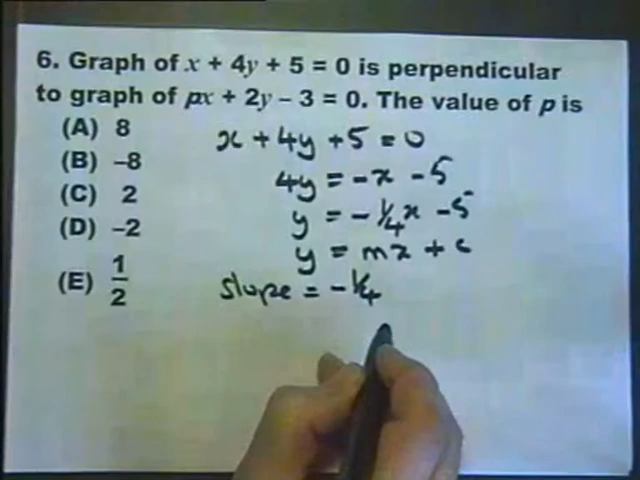 6. Graph of x + 4y + 5 = 0 is perpendicular
to graph of px + 2y – 3 = 0. The value of p is
(A) 8
(B) –8
(C) 2
(D) –2
(E) 1/2
x + 4y + 5 = 0
4y = -x - 5
y = -1/4x - 5
y = mx + c
slope = -1/4